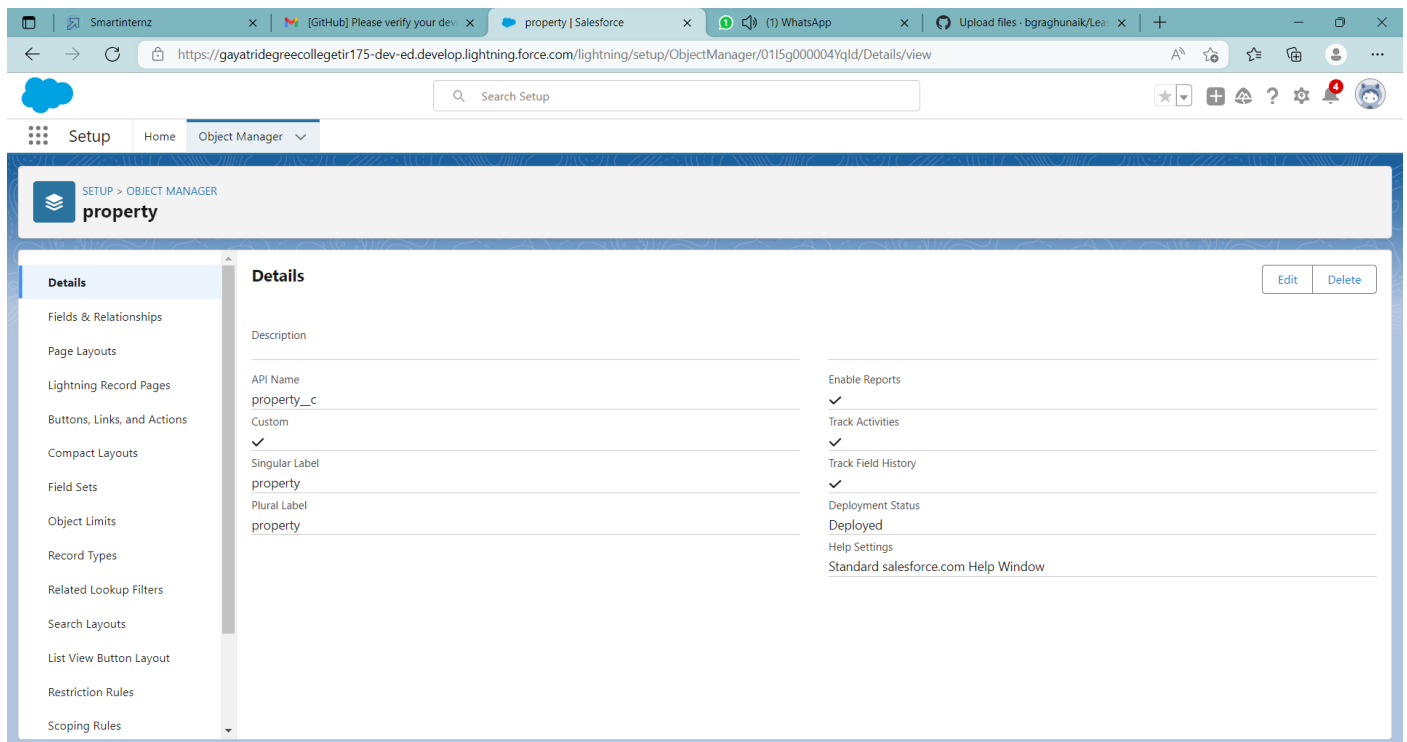 Smartinternz
[GitHub] Please verify your devi
property | Salesforce
(1) WhatsApp
Upload files · bgraghunaik/Leas
https://gayatridegreecollegetir175-dev-ed.develop.lightning.force.com/lightning/setup/ObjectManager/01I5g000004YqId/Details/view
Search Setup
4
Setup
Home
Object Manager
SETUP > OBJECT MANAGER
property
Details
Fields & Relationships
Page Layouts
Lightning Record Pages
Buttons, Links, and Actions
Compact Layouts
Field Sets
Object Limits
Record Types
Related Lookup Filters
Search Layouts
List View Button Layout
Restriction Rules
Scoping Rules
Details
Edit
Delete
Description
API Name
property__c
Custom
Singular Label
property
Plural Label
property
Enable Reports
Track Activities
Track Field History
Deployment Status
Deployed
Help Settings
Standard salesforce.com Help Window